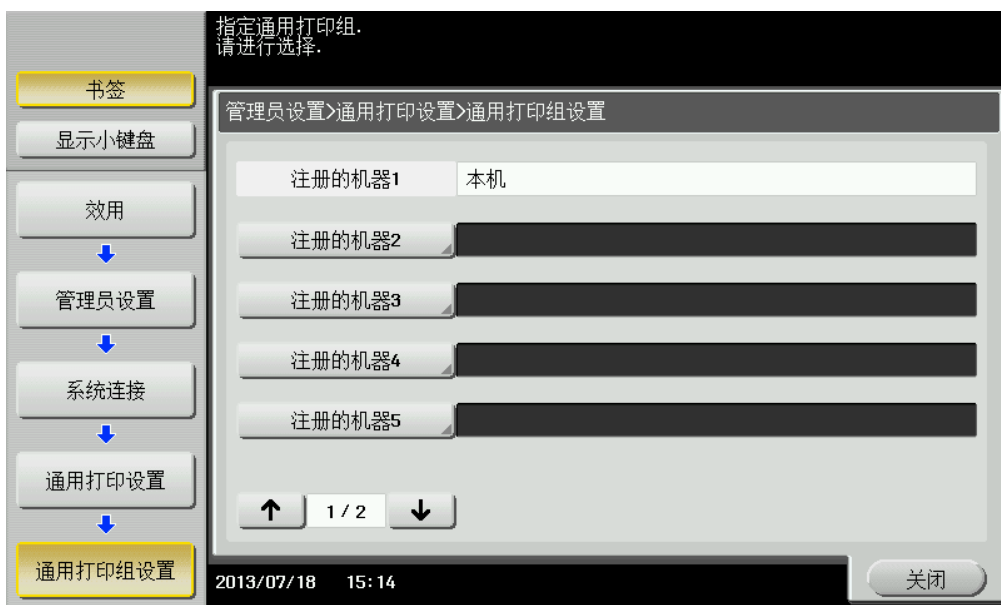 指定通用打印组.
请进行选择.
书签
显示小键盘
效用
管理员设置
系统连接
通用打印设置
通用打印组设置
管理员设置>通用打印设置>通用打印组设置
注册的机器1 本机
注册的机器2
注册的机器3
注册的机器4
注册的机器5
↑ 1/2 ↓
2013/07/18 15:14
关闭